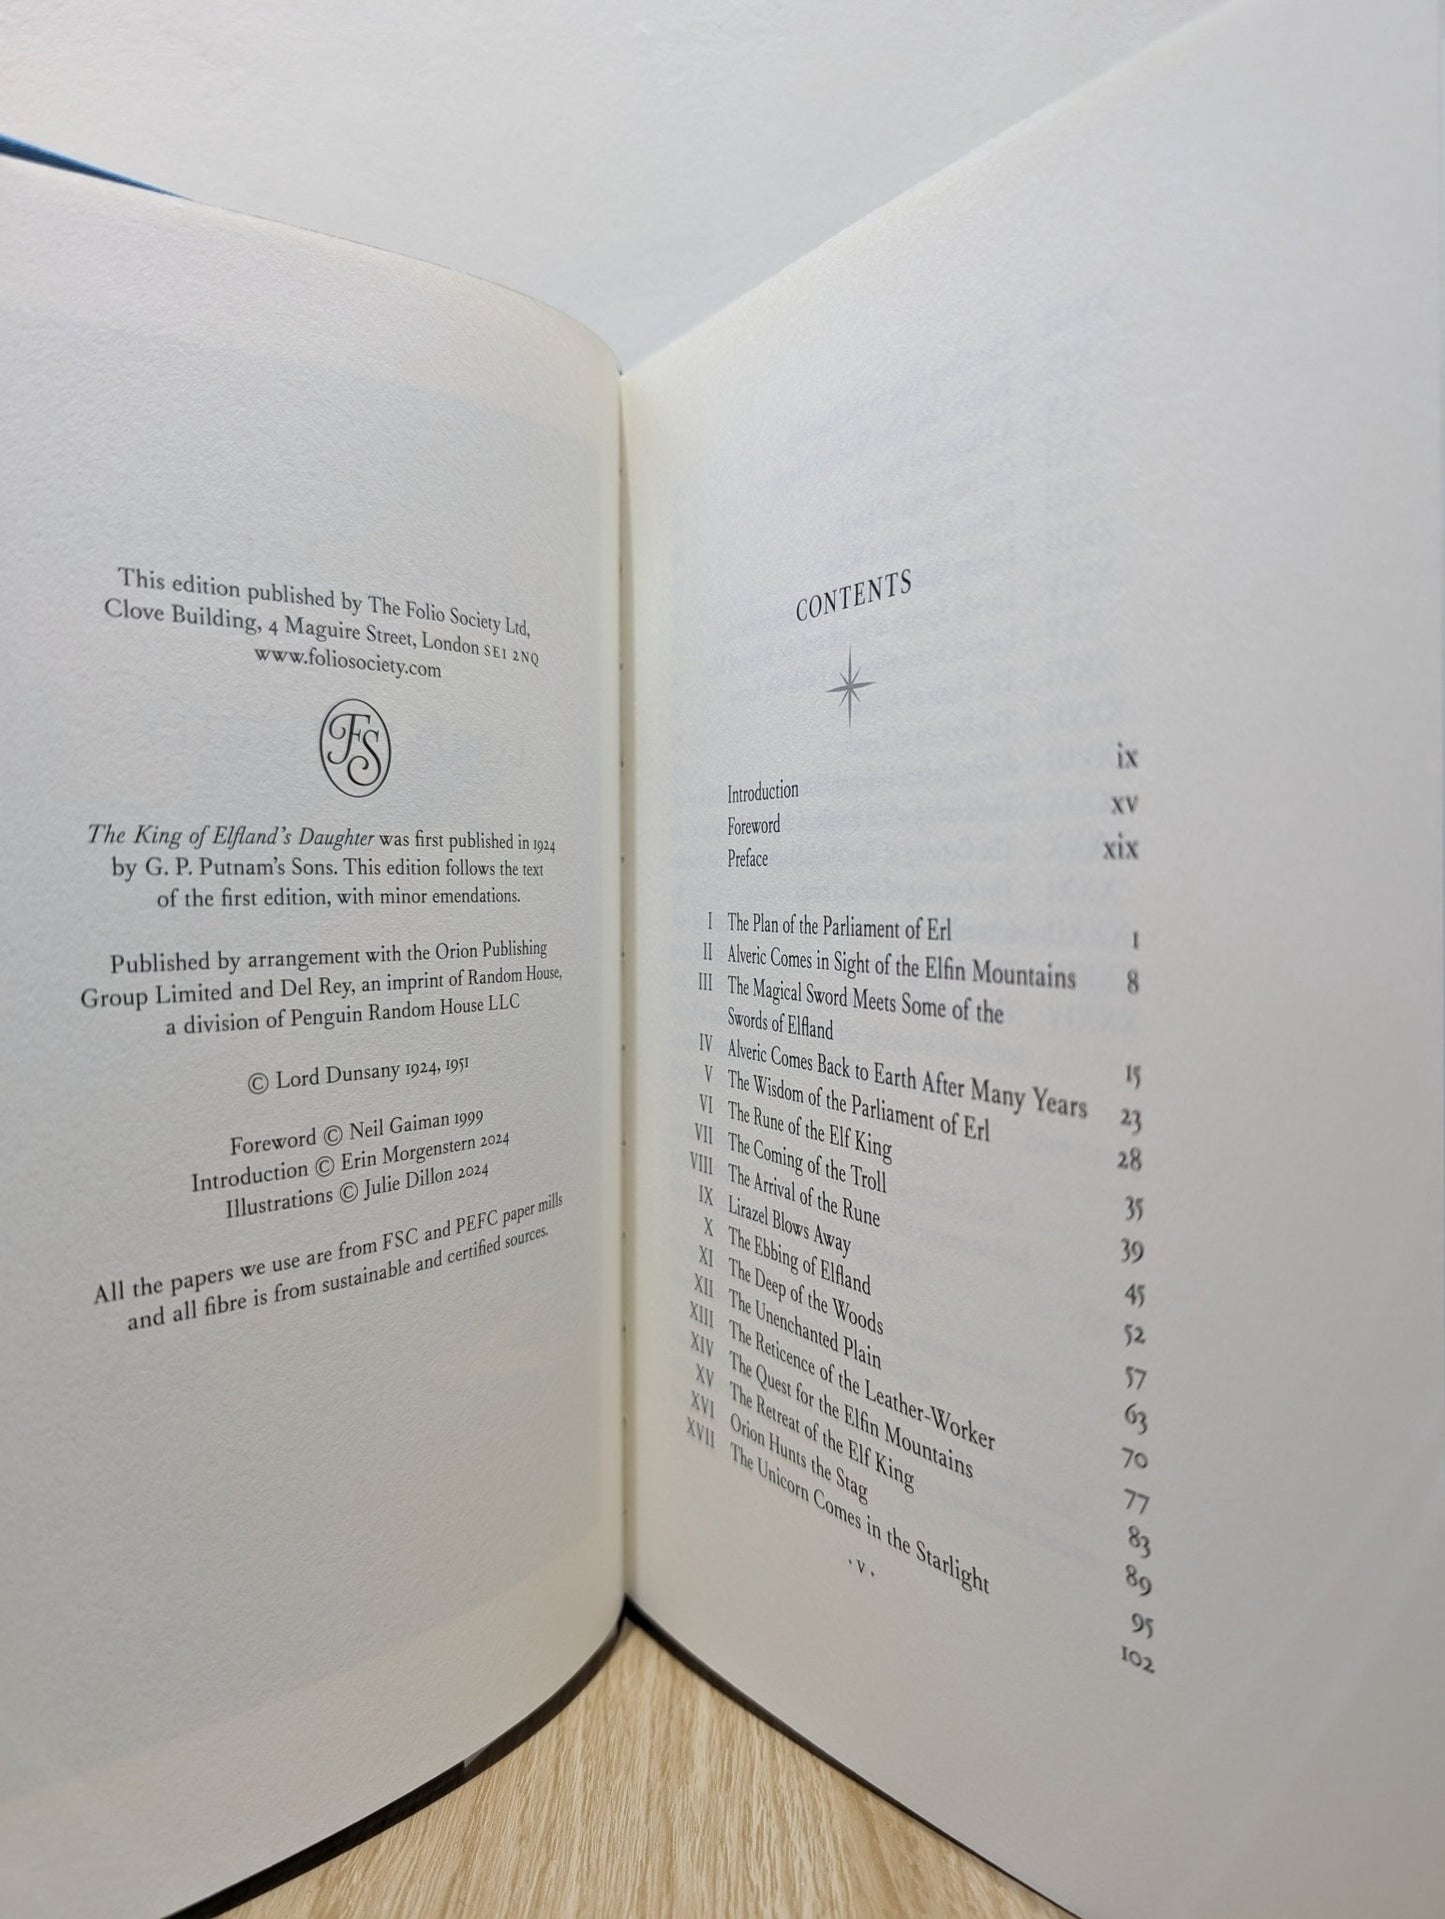 This edition published by The Folio Society Ltd,
Clove Building, 4 Maguire Street, London SE1 2NQ
www.foliosociety.com
FS
The King of Elfland's Daughter was first published in 1924
by G. P. Putnam's Sons. This edition follows the text
of the first edition, with minor emendations.
Published by arrangement with the Orion Publishing
Group Limited and Del Rey, an imprint of Random House,
a division of Penguin Random House LLC
© Lord Dunsany 1924, 1951
Foreword © Neil Gaiman 1999
Introduction © Erin Morgenstern 2024
Illustrations © Julie Dillon 2024
All the papers we use are from FSC and PEFC paper mills
and all fibre is from sustainable and certified sources.
CONTENTS
Introduction ix
Foreword xv
Preface xix
I The Plan of the Parliament of Erl 1
II Alveric Comes in Sight of the Elfin Mountains 8
III The Magical Sword Meets Some of the
Swords of Elfland 15
IV Alveric Comes Back to Earth After Many Years 23
V The Wisdom of the Parliament of Erl 28
VI The Rune of the Elf King 35
VII The Coming of the Troll 39
VIII The Arrival of the Rune 45
IX Lirazel Blows Away 52
X The Ebbing of Elfland 57
XI The Deep of the Woods 63
XII The Unenchanted Plain 70
XIII The Reticence of the Leather-Worker 77
XIV The Quest for the Elfin Mountains 83
XV The Retreat of the Elf King 89
XVI Orion Hunts the Stag 95
XVII The Unicorn Comes in the Starlight 102
· v ·